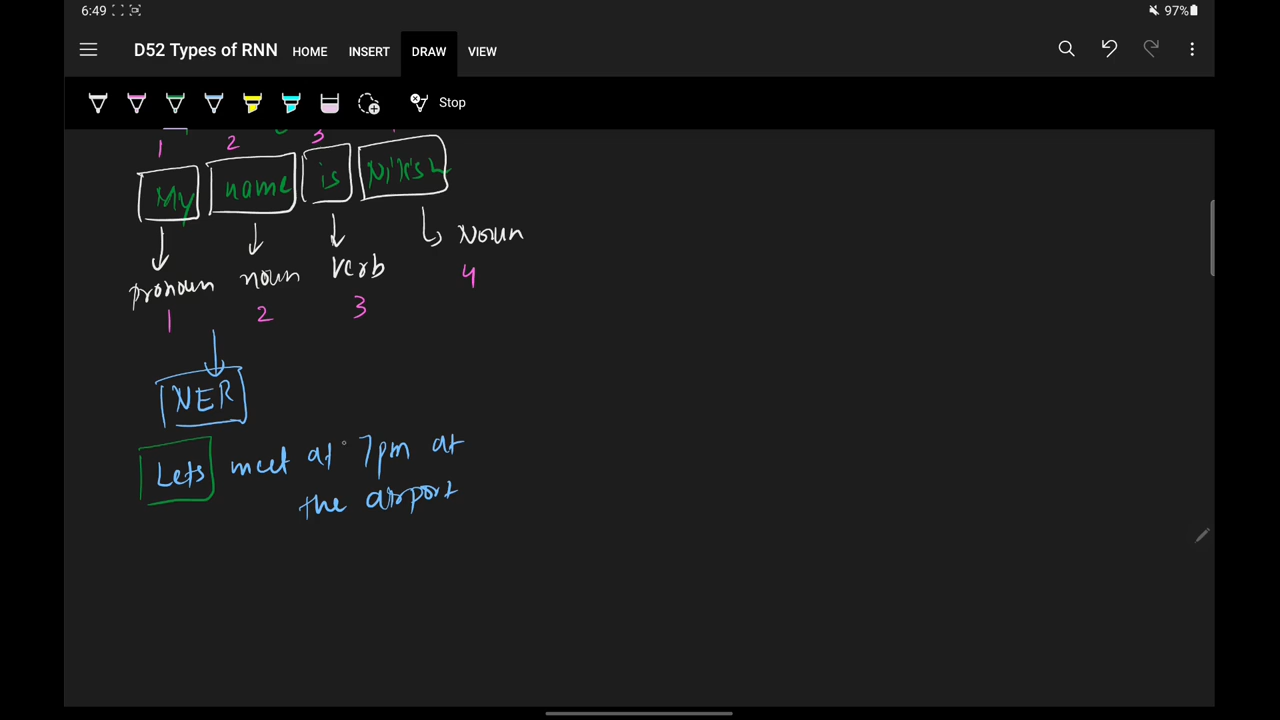 6:49 97%
D52 Types of RNN HOME INSERT DRAW VIEW
Stop
1 2 3
My name is Nitish
pronoun noun verb Noun
1 2 3 4
NER
Lets meet at 7pm at
the airport